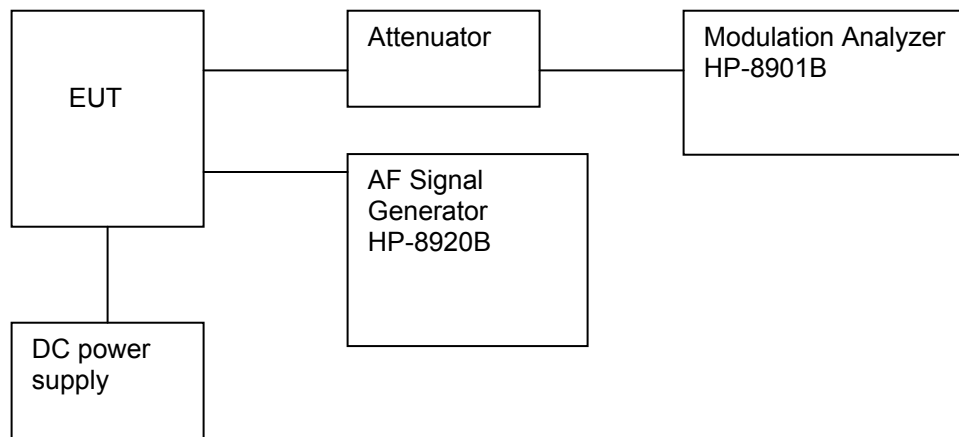 EUT
Attenuator
Modulation Analyzer
HP-8901B
AF Signal
Generator
HP-8920B
DC power
supply